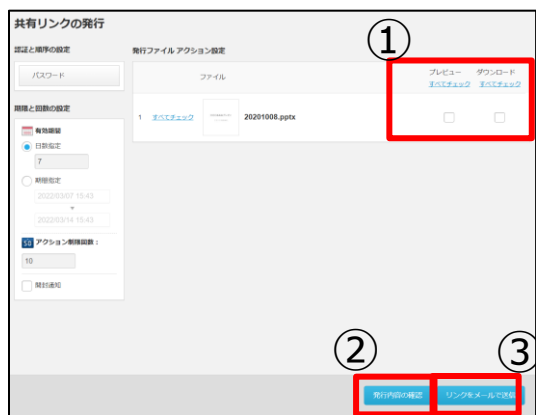 共有リンクの発行
認証と順序の設定
パスワード
期限と回数の設定
有効期限
日数指定
7
期間指定
2022/03/07 15:43
2022/03/14 15:43
アクション制限回数：
10
開封通知
発行ファイル アクション設定
①
ファイル
プレビュー ダウンロード
すべてチェック すべてチェック
1 すべてチェック 20201008.pptx
② ③
発行内容の確認 リンクをメールで送信